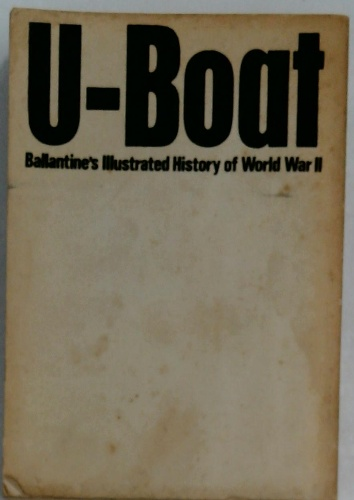 U-Boat
Ballantine's Illustrated History of World War II